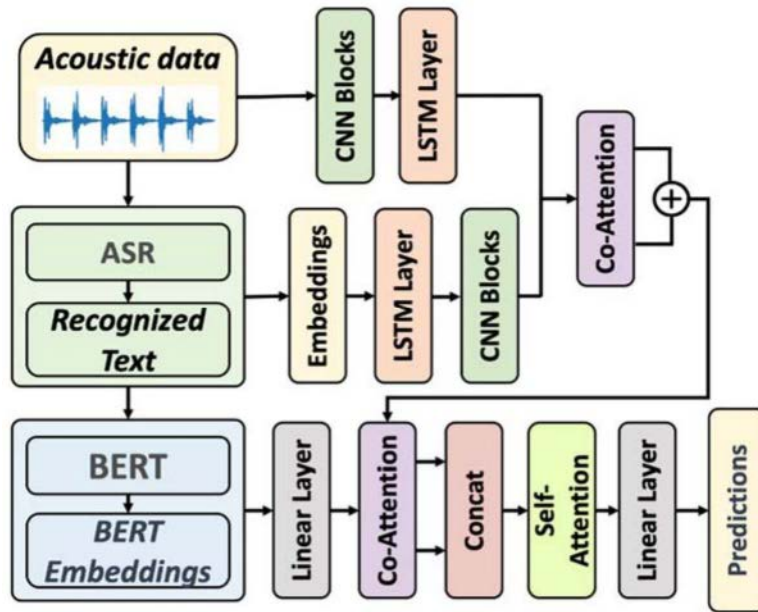 Acoustic data
CNN Blocks
LSTM Layer
Co-Attention
ASR
Recognized
Text
Embeddings
LSTM Layer
CNN Blocks
BERT
BERT
Embeddings
Linear Layer
Co-Attention
Concat
Self-
Attention
Linear Layer
Predictions